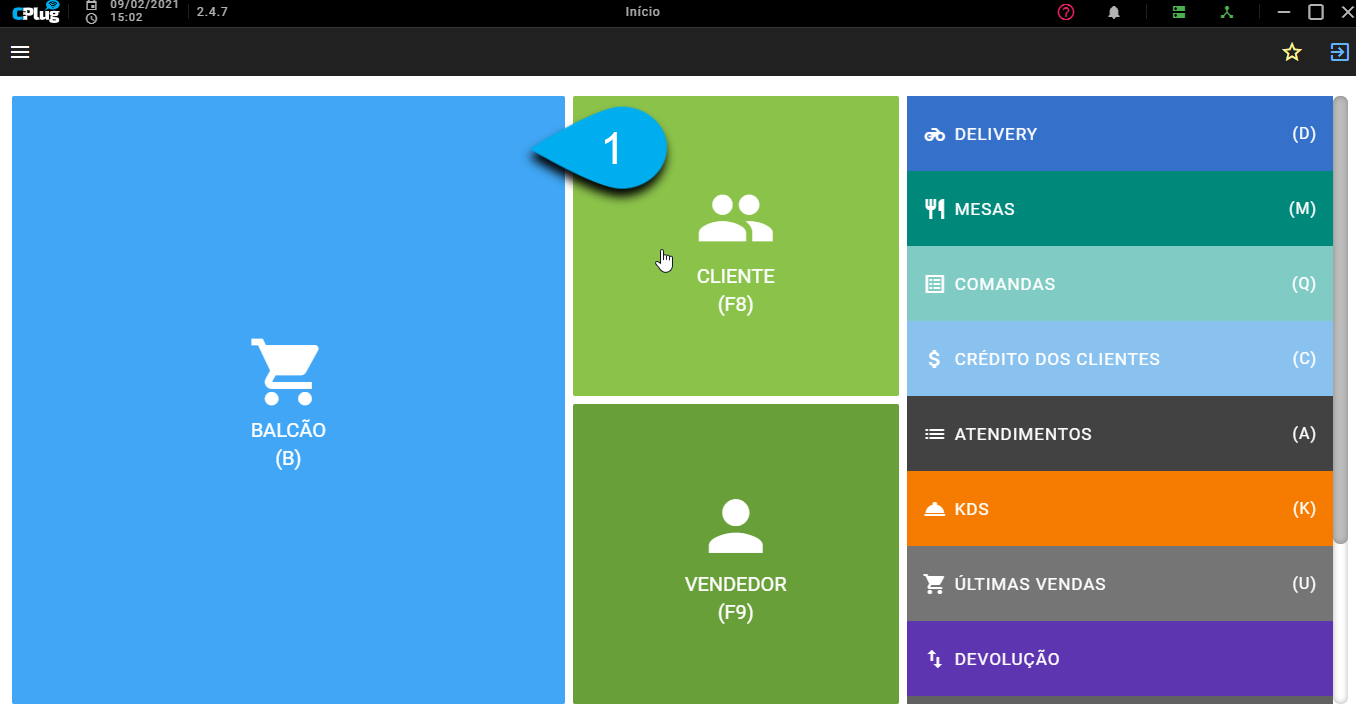 CPlug
09/02/2021
15:02
2.4.7
Início
1
BALCÃO
(B)
CLIENTE
(F8)
VENDEDOR
(F9)
DELIVERY (D)
MESAS (M)
COMANDAS (Q)
CRÉDITO DOS CLIENTES (C)
ATENDIMENTOS (A)
KDS (K)
ÚLTIMAS VENDAS (U)
DEVOLUÇÃO